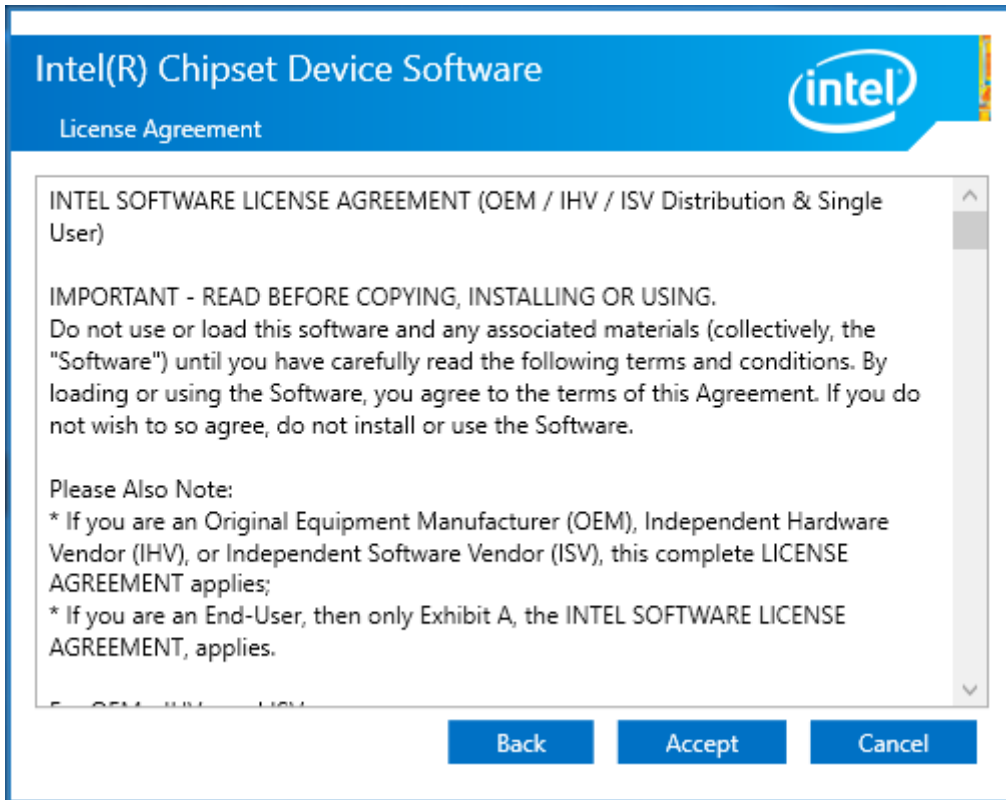 Intel(R) Chipset Device Software
intel
License Agreement
INTEL SOFTWARE LICENSE AGREEMENT (OEM / IHV / ISV Distribution & Single
User)
IMPORTANT - READ BEFORE COPYING, INSTALLING OR USING.
Do not use or load this software and any associated materials (collectively, the
"Software") until you have carefully read the following terms and conditions. By
loading or using the Software, you agree to the terms of this Agreement. If you do
not wish to so agree, do not install or use the Software.
Please Also Note:
* If you are an Original Equipment Manufacturer (OEM), Independent Hardware
Vendor (IHV), or Independent Software Vendor (ISV), this complete LICENSE
AGREEMENT applies;
* If you are an End-User, then only Exhibit A, the INTEL SOFTWARE LICENSE
AGREEMENT, applies.
Back
Accept
Cancel